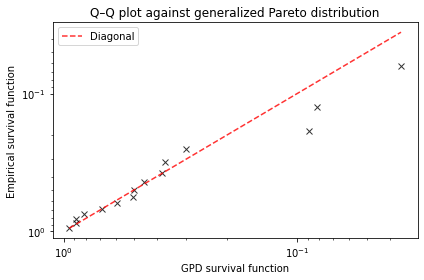 Q–Q plot against generalized Pareto distribution
Diagonal
Empirical survival function
10⁻¹
10⁰
10⁰
10⁻¹
GPD survival function